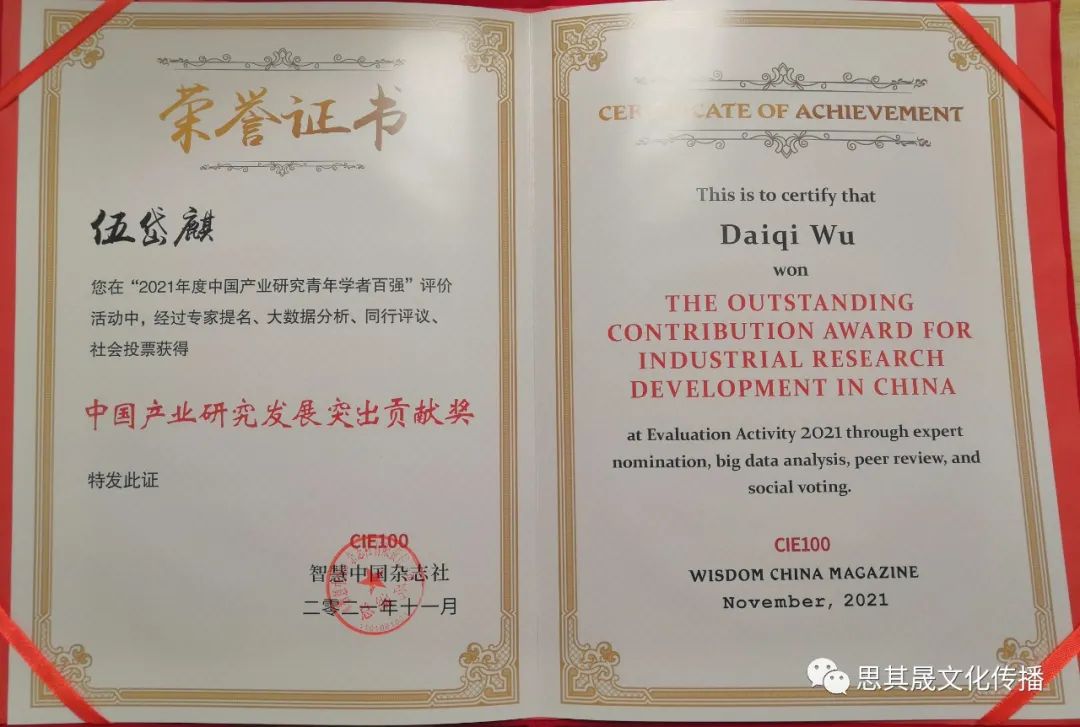 荣誉证书
伍岱麒
您在“2021年度中国产业研究青年学者百强”评价
活动中，经过专家提名、大数据分析、同行评议、
社会投票获得
中国产业研究发展突出贡献奖
特发此证
CIE100
智慧中国杂志社
二零二一年十一月
CERTIFICATE OF ACHIEVEMENT
This is to certify that
Daiqi Wu
won
THE OUTSTANDING
CONTRIBUTION AWARD FOR
INDUSTRIAL RESEARCH
DEVELOPMENT IN CHINA
at Evaluation Activity 2021 through expert
nomination, big data analysis, peer review, and
social voting.
CIE100
WISDOM CHINA MAGAZINE
November, 2021
思其晟文化传播